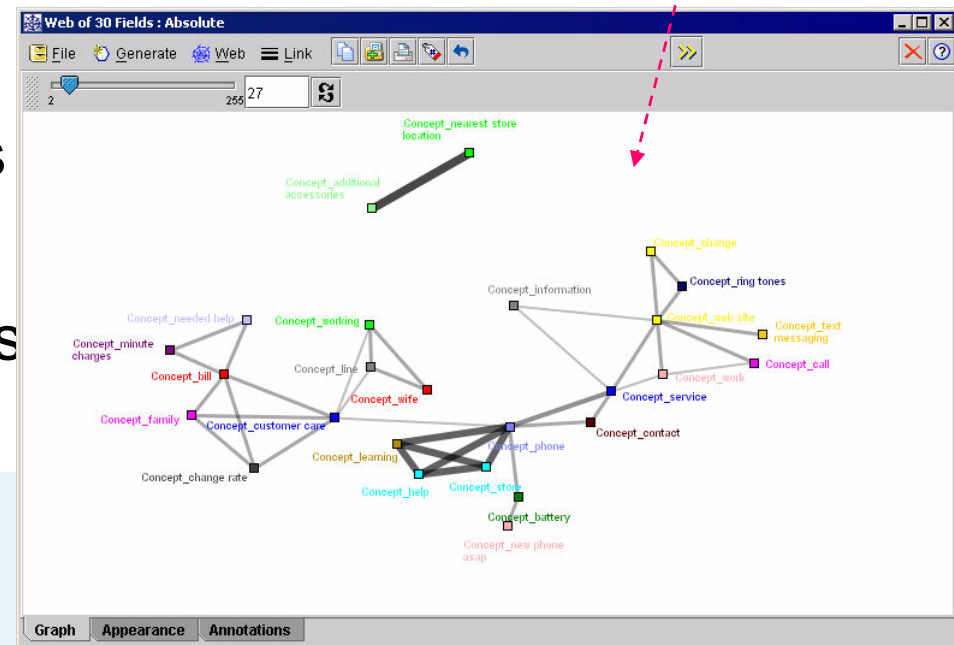 Web of 30 Fields : Absolute
File Generate Web Link
2 255 27
Concept_nearest store
location
Concept_additional
accessories
Concept_change
Concept_ring tones
Concept_information
Concept_web site
Concept_text
messaging
Concept_needed help
Concept_working
Concept_minute
charges
Concept_line
Concept_call
Concept_bill
Concept_work
Concept_wife
Concept_service
Concept_family
Concept_customer care
Concept_contact
Concept_phone
Concept_learning
Concept_change rate
Concept_help
Concept_store
Concept_battery
Concept_new phone
asap
Graph Appearance Annotations
s
s